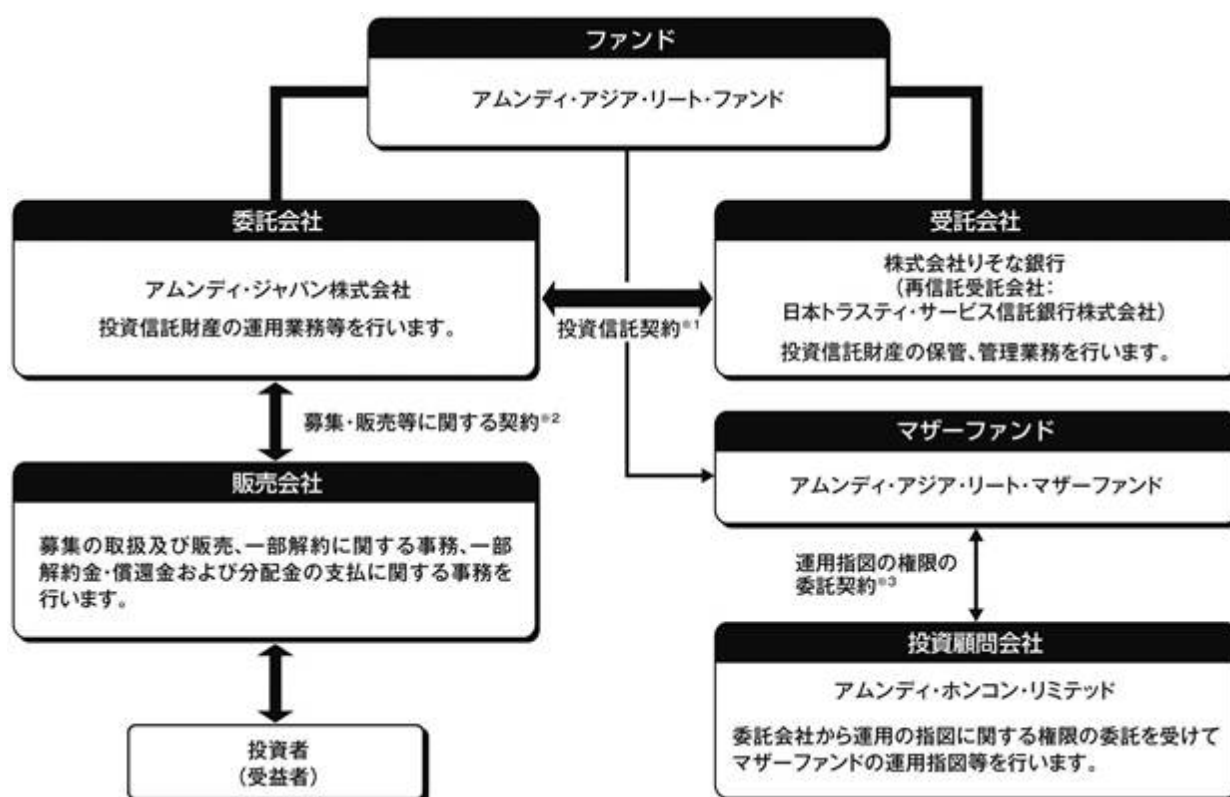 ファンド
アムンディ・アジア・リート・ファンド
委託会社
アムンディ・ジャパン株式会社
投資信託財産の運用業務等を行います。
投資信託契約※1
受託会社
株式会社りそな銀行
(再信託受託会社:
日本トラスティ・サービス信託銀行株式会社)
投資信託財産の保管、管理業務を行います。
募集・販売等に関する契約※2
販売会社
募集の取扱及び販売、一部解約に関する事務、一部
解約金・償還金および分配金の支払に関する事務を
行います。
投資者
(受益者)
マザーファンド
アムンディ・アジア・リート・マザーファンド
運用指図の権限の
委託契約※3
投資顧問会社
アムンディ・ホンコン・リミテッド
委託会社から運用の指図に関する権限の委託を受けて
マザーファンドの運用指図等を行います。